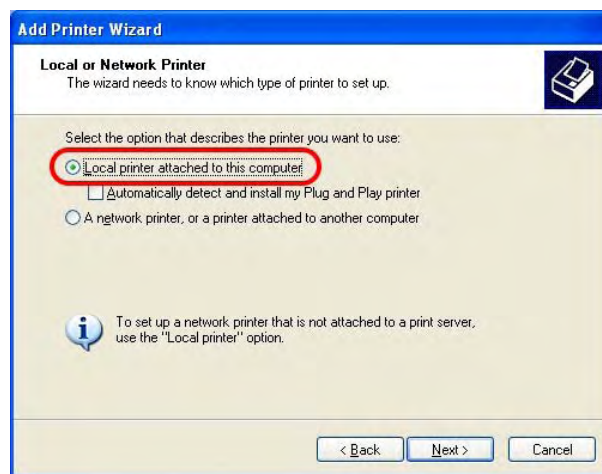 Add Printer Wizard
Local or Network Printer
The wizard needs to know which type of printer to set up.
Select the option that describes the printer you want to use:
Local printer attached to this computer
Automatically detect and install my Plug and Play printer
A network printer, or a printer attached to another computer
To set up a network printer that is not attached to a print server,
use the "Local printer" option.
< Back
Next >
Cancel